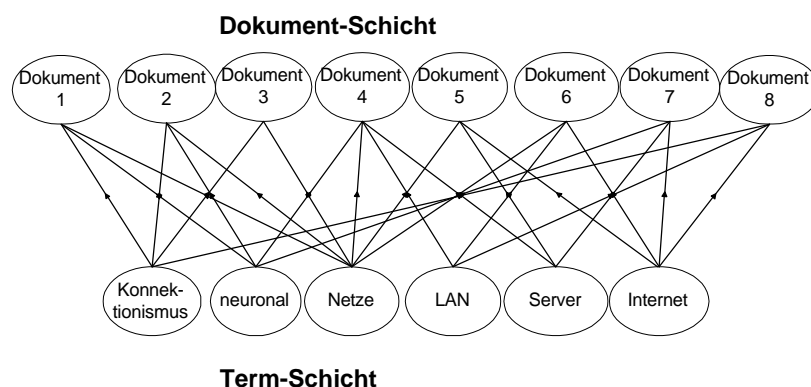 Dokument-Schicht
Dokument
1
Dokument
2
Dokument
3
Dokument
4
Dokument
5
Dokument
6
Dokument
7
Dokument
8
Konnek-
tionismus
neuronal
Netze
LAN
Server
Internet
Term-Schicht